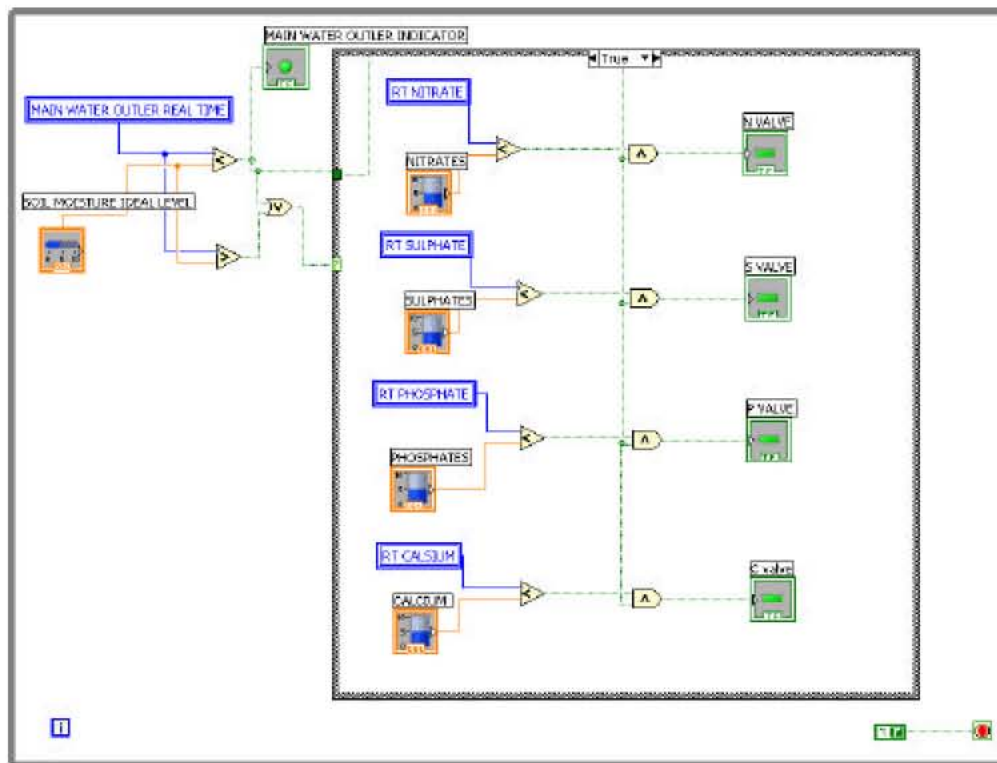 MAIN WATER OUTLER INDICATOR
True
MAIN WATER OUTLER REAL TIME
SOIL MOISTURE IDEAL LEVEL
RT NITRATE
NITRATES
N VALVE
RT SULPHATE
SULPHATES
S VALVE
RT PHOSPHATE
PHOSPHATES
P VALVE
RT CALSIUM
CALCIUM
C valve
i